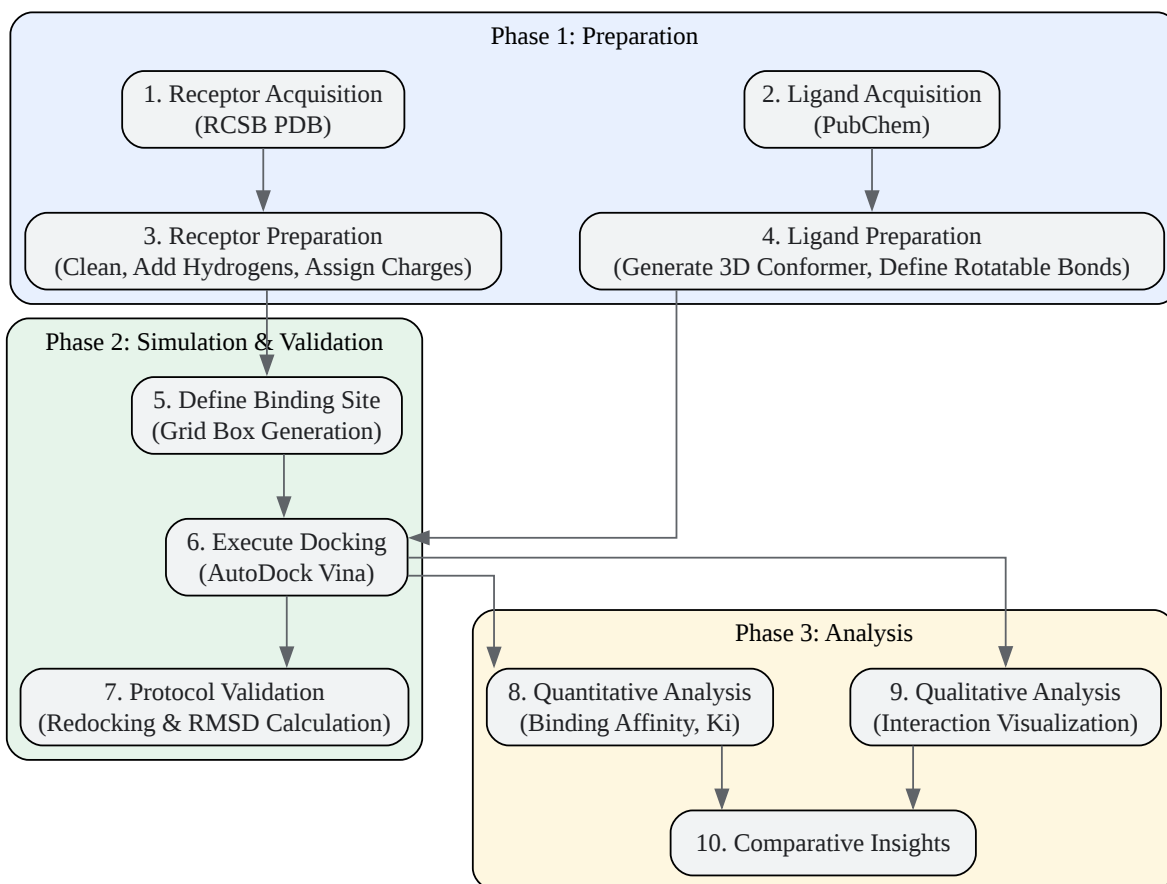 Phase 1: Preparation
1. Receptor Acquisition
(RCSB PDB)
2. Ligand Acquisition
(PubChem)
3. Receptor Preparation
(Clean, Add Hydrogens, Assign Charges)
4. Ligand Preparation
(Generate 3D Conformer, Define Rotatable Bonds)
Phase 2: Simulation & Validation
5. Define Binding Site
(Grid Box Generation)
6. Execute Docking
(AutoDock Vina)
7. Protocol Validation
(Redocking & RMSD Calculation)
Phase 3: Analysis
8. Quantitative Analysis
(Binding Affinity, Ki)
9. Qualitative Analysis
(Interaction Visualization)
10. Comparative Insights